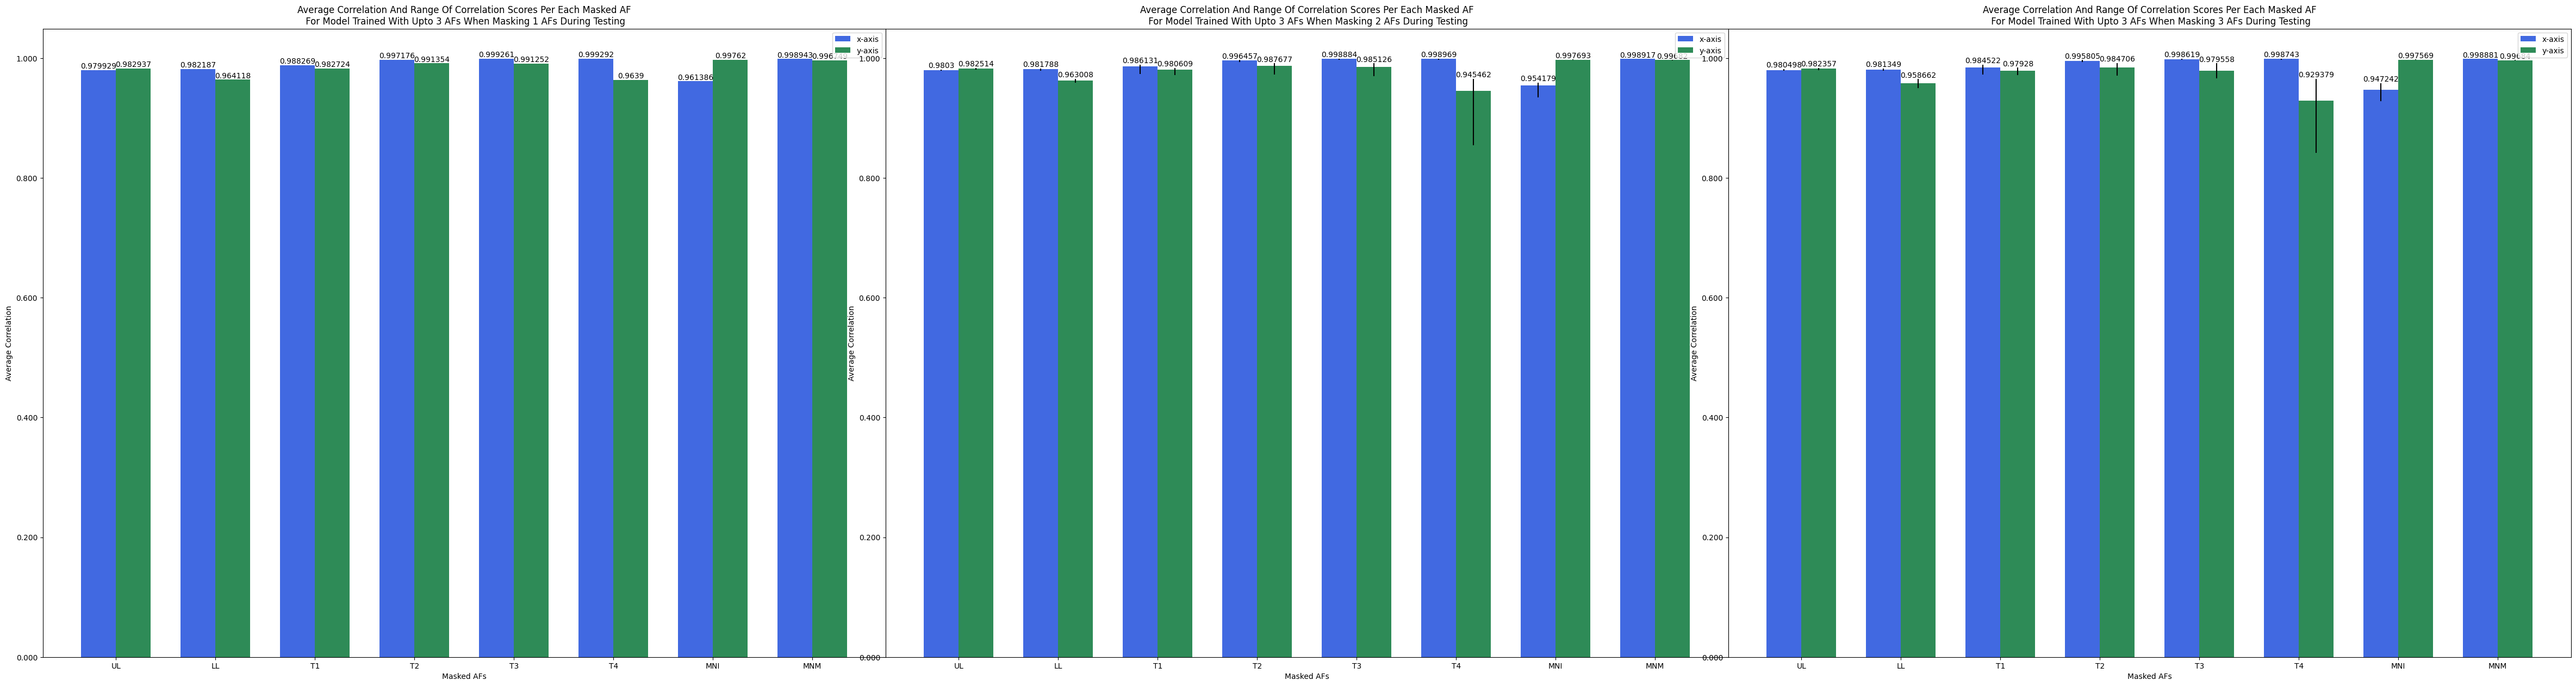 Average Correlation And Range Of Correlation Scores Per Each Masked AF
For Model Trained With Upto 3 AFs When Masking 1 AFs During Testing
x-axis
y-axis
1.000
0.800
0.600
0.400
0.200
0.000
Average Correlation
0.979929 0.982937 0.982187 0.964118 0.988269 0.982724 0.997176 0.991354 0.999261 0.991252 0.999292 0.9639 0.961386 0.99762 0.998943
UL LL T1 T2 T3 T4 MNI MNM
Masked AFs
Average Correlation And Range Of Correlation Scores Per Each Masked AF
For Model Trained With Upto 3 AFs When Masking 2 AFs During Testing
x-axis
y-axis
1.000
0.800
0.600
0.400
0.200
0.000
Average Correlation
0.9803 0.982514 0.981788 0.963008 0.986131 0.980609 0.996457 0.987677 0.998884 0.985126 0.998969 0.945462 0.954179 0.997693 0.998917
UL LL T1 T2 T3 T4 MNI MNM
Masked AFs
Average Correlation And Range Of Correlation Scores Per Each Masked AF
For Model Trained With Upto 3 AFs When Masking 3 AFs During Testing
x-axis
y-axis
1.000
0.800
0.600
0.400
0.200
0.000
Average Correlation
0.980498 0.982357 0.981349 0.958662 0.984522 0.97928 0.995805 0.984706 0.998619 0.979558 0.998743 0.929379 0.947242 0.997569 0.998881
UL LL T1 T2 T3 T4 MNI MNM
Masked AFs